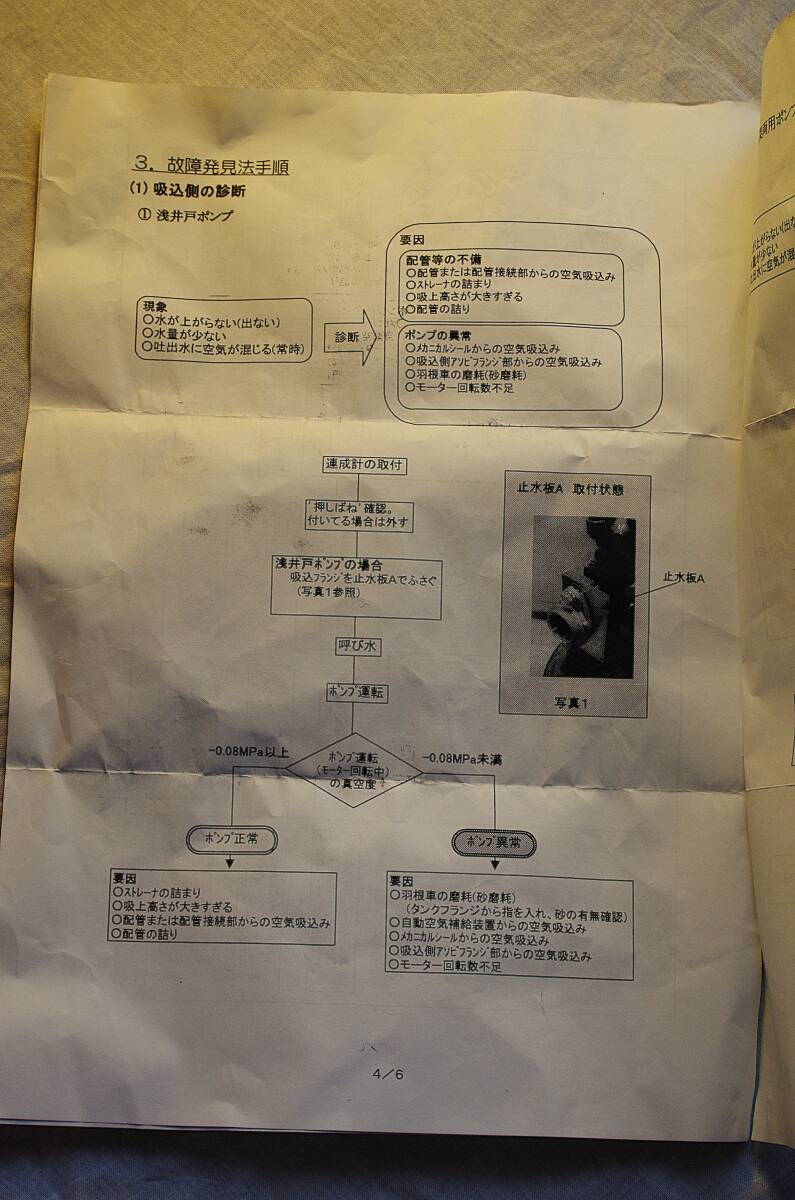 3．故障発見法手順
(1) 吸込側の診断
① 浅井戸ポンプ
現象
○水が上がらない(出ない)
○水量が少ない
○吐出水に空気が混じる(常時)
診断
要因
配管等の不備
○配管または配管接続部からの空気吸込み
○ストレーナの詰まり
○吸上高さが大きすぎる
○配管の詰り
ポンプの異常
○メカニカルシールからの空気吸込み
○吸込側アソビフランジ部からの空気吸込み
○羽根車の磨耗(砂磨耗)
○モーター回転数不足
連成計の取付
'押しばね'確認。
付いてる場合は外す
浅井戸ポンプの場合
吸込フランジを止水板Aでふさぐ
(写真1参照)
呼び水
ポンプ運転
止水板A 取付状態
止水板A
写真1
-0.08MPa以上
ポンプ運転
(モーター回転中)
の真空度
-0.08MPa未満
ポンプ正常
ポンプ異常
要因
○ストレーナの詰まり
○吸上高さが大きすぎる
○配管または配管接続部からの空気吸込み
○配管の詰り
要因
○羽根車の磨耗(砂磨耗)
(タンクフランジから指を入れ、砂の有無確認)
○自動空気補給装置からの空気吸込み
○メカニカルシールからの空気吸込み
○吸込側アソビフランジ部からの空気吸込み
○モーター回転数不足
4／6